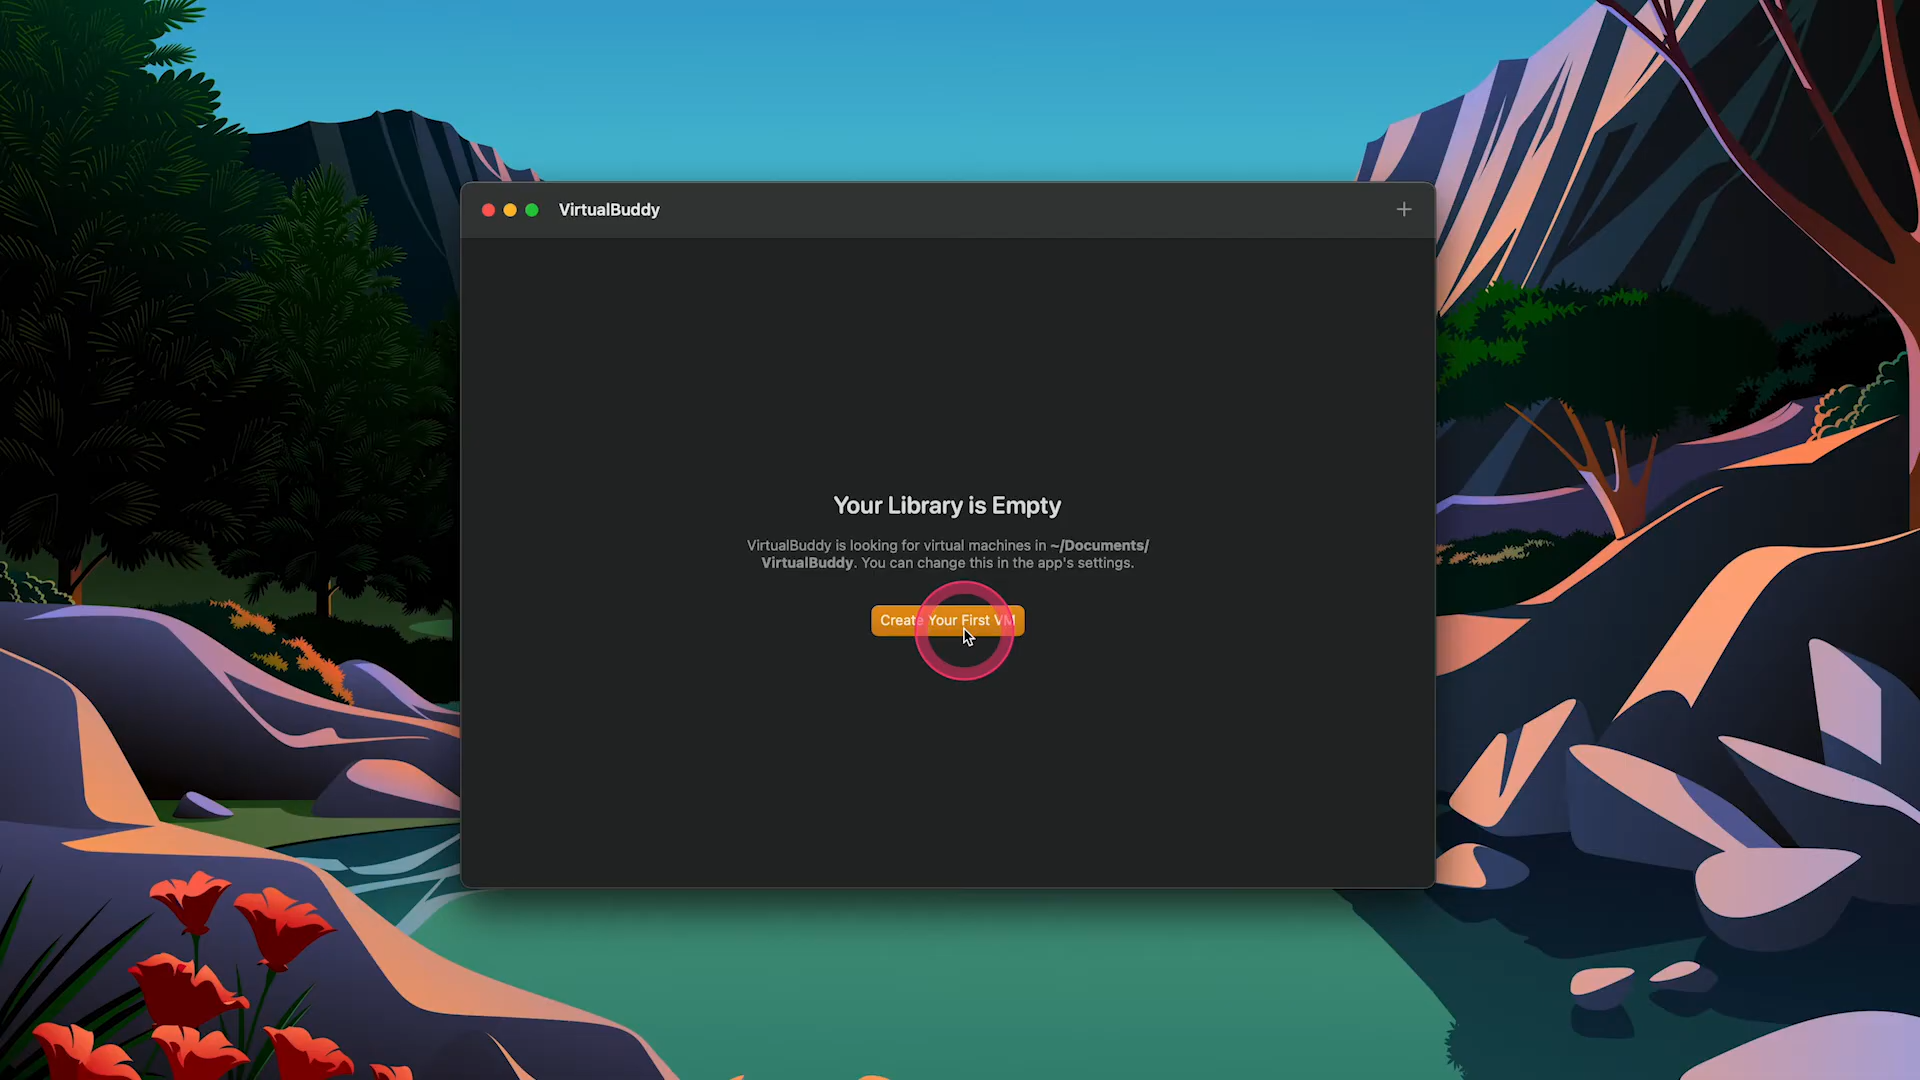 VirtualBuddy
Your Library is Empty
VirtualBuddy is looking for virtual machines in ~/Documents/
VirtualBuddy. You can change this in the app's settings.
Create Your First VM